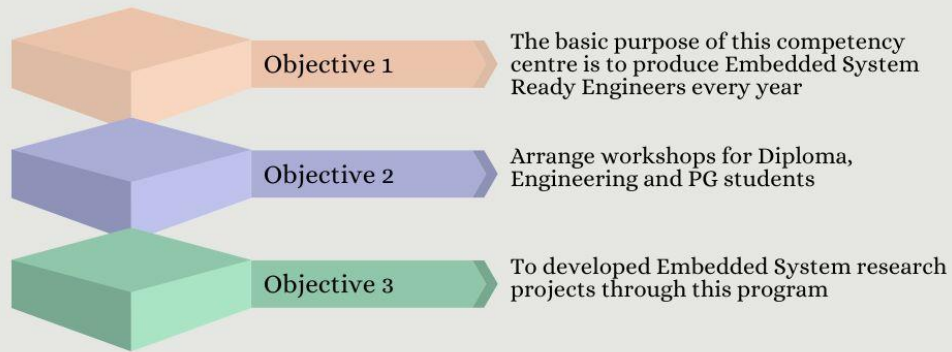 Objective 1
The basic purpose of this competency
centre is to produce Embedded System
Ready Engineers every year
Objective 2
Arrange workshops for Diploma,
Engineering and PG students
Objective 3
To developed Embedded System research
projects through this program